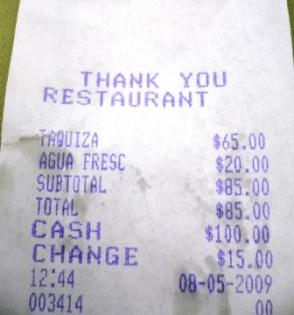 THANK YOU
RESTAURANT
TAQUIZA $65.00
AGUA FRESC $20.00
SUBTOTAL $85.00
TOTAL $85.00
CASH $100.00
CHANGE $15.00
12:44 08-05-2009
003414 00